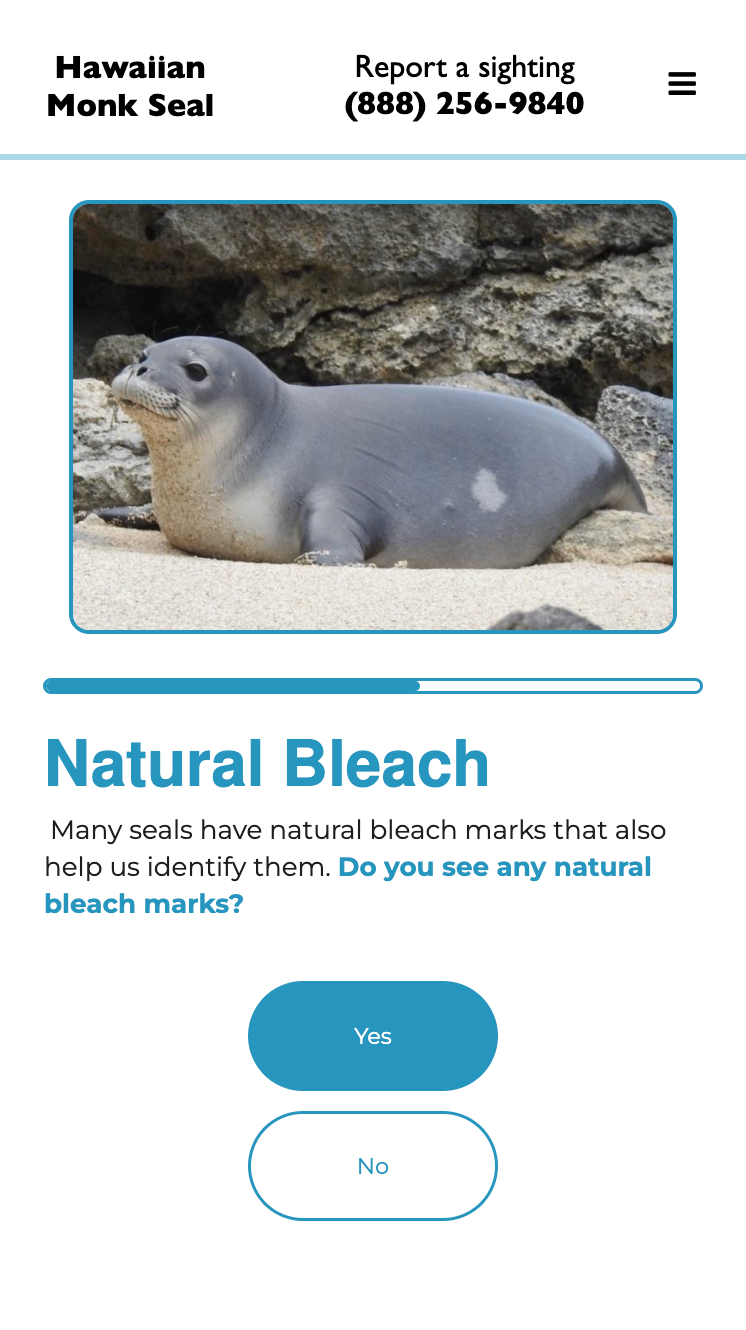 Hawaiian
Monk Seal
Report a sighting
(888) 256-9840
Natural Bleach
Many seals have natural bleach marks that also
help us identify them. Do you see any natural
bleach marks?
Yes
No